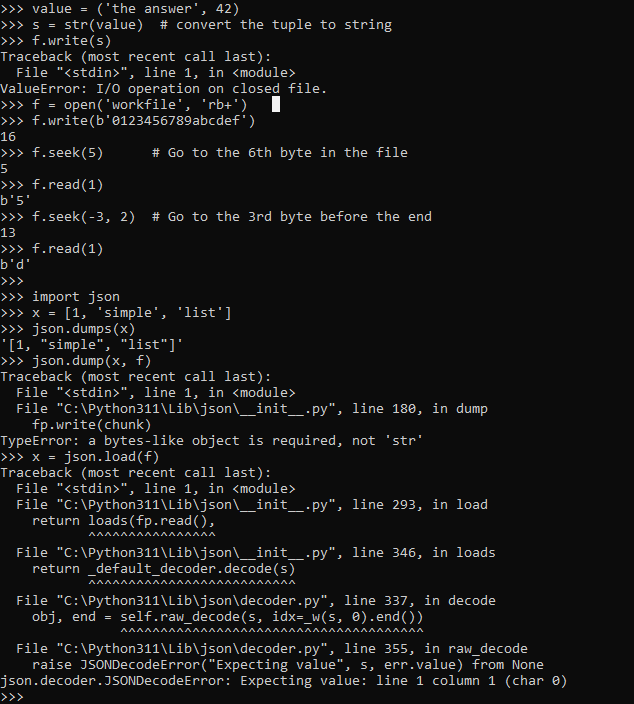 >>> value = ('the answer', 42)
>>> s = str(value)  # convert the tuple to string
>>> f.write(s)
Traceback (most recent call last):
  File "<stdin>", line 1, in <module>
ValueError: I/O operation on closed file.
>>> f = open('workfile', 'rb+')
>>> f.write(b'0123456789abcdef')
16
>>> f.seek(5)      # Go to the 6th byte in the file
5
>>> f.read(1)
b'5'
>>> f.seek(-3, 2)  # Go to the 3rd byte before the end
13
>>> f.read(1)
b'd'
>>>
>>> import json
>>> x = [1, 'simple', 'list']
>>> json.dumps(x)
'[1, "simple", "list"]'
>>> json.dump(x, f)
Traceback (most recent call last):
  File "<stdin>", line 1, in <module>
  File "C:\Python311\Lib\json\__init__.py", line 180, in dump
    fp.write(chunk)
TypeError: a bytes-like object is required, not 'str'
>>> x = json.load(f)
Traceback (most recent call last):
  File "<stdin>", line 1, in <module>
  File "C:\Python311\Lib\json\__init__.py", line 293, in load
    return loads(fp.read(),
           ^^^^^^^^^^^^^^^^
  File "C:\Python311\Lib\json\__init__.py", line 346, in loads
    return _default_decoder.decode(s)
           ^^^^^^^^^^^^^^^^^^^^^^^^^^
  File "C:\Python311\Lib\json\decoder.py", line 337, in decode
    obj, end = self.raw_decode(s, idx=_w(s, 0).end())
               ^^^^^^^^^^^^^^^^^^^^^^^^^^^^^^^^^^^^^^
  File "C:\Python311\Lib\json\decoder.py", line 355, in raw_decode
    raise JSONDecodeError("Expecting value", s, err.value) from None
json.decoder.JSONDecodeError: Expecting value: line 1 column 1 (char 0)
>>>